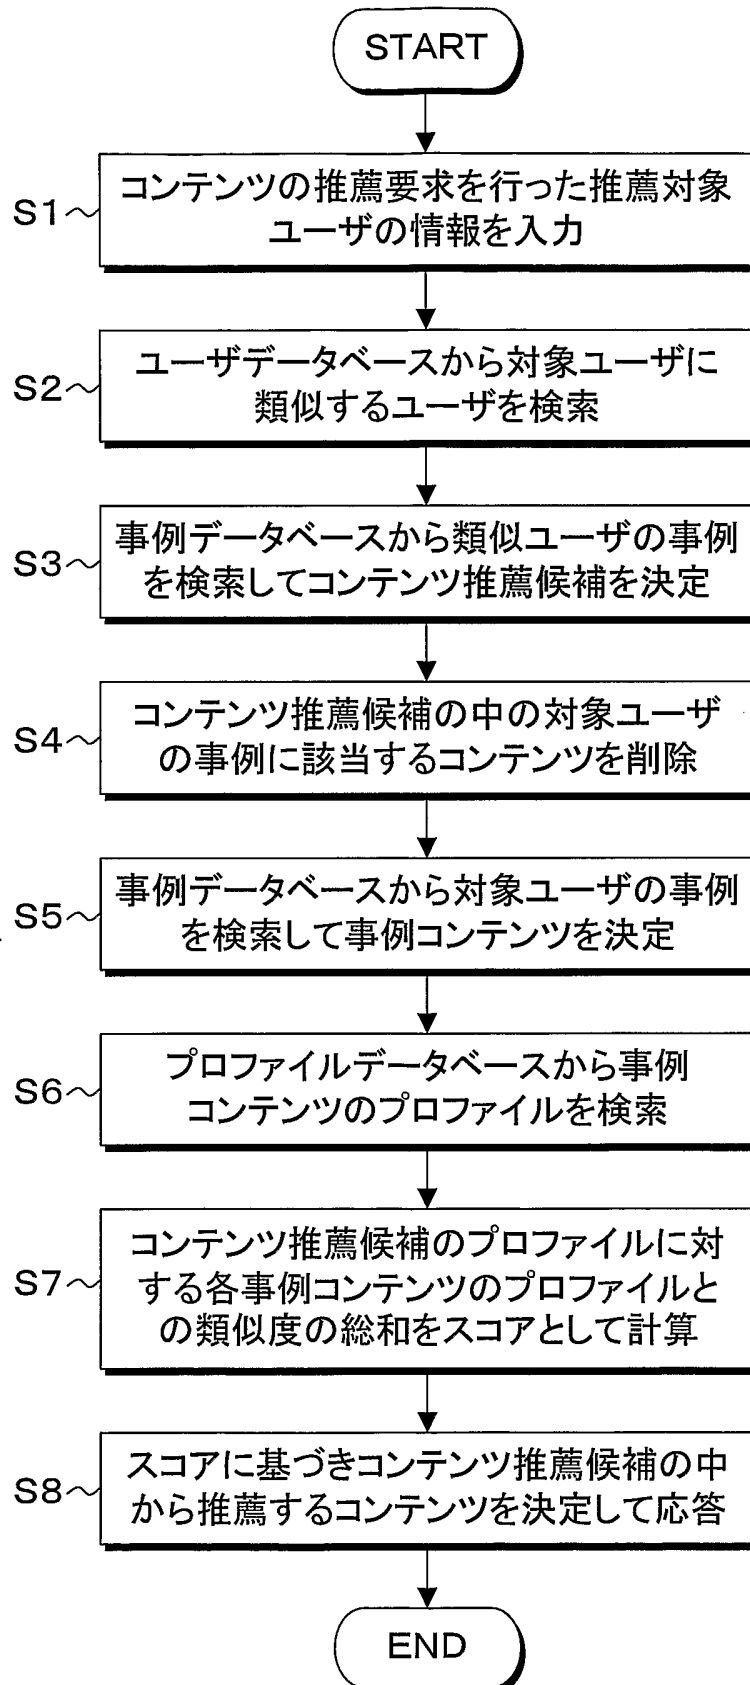 START
S1
コンテンツの推薦要求を行った推薦対象
ユーザの情報を入力
S2
ユーザデータベースから対象ユーザに
類似するユーザを検索
S3
事例データベースから類似ユーザの事例
を検索してコンテンツ推薦候補を決定
S4
コンテンツ推薦候補の中の対象ユーザ
の事例に該当するコンテンツを削除
S5
事例データベースから対象ユーザの事例
を検索して事例コンテンツを決定
S6
プロファイルデータベースから事例
コンテンツのプロファイルを検索
S7
コンテンツ推薦候補のプロファイルに対
する各事例コンテンツのプロファイルと
の類似度の総和をスコアとして計算
S8
スコアに基づきコンテンツ推薦候補の中
から推薦するコンテンツを決定して応答
END